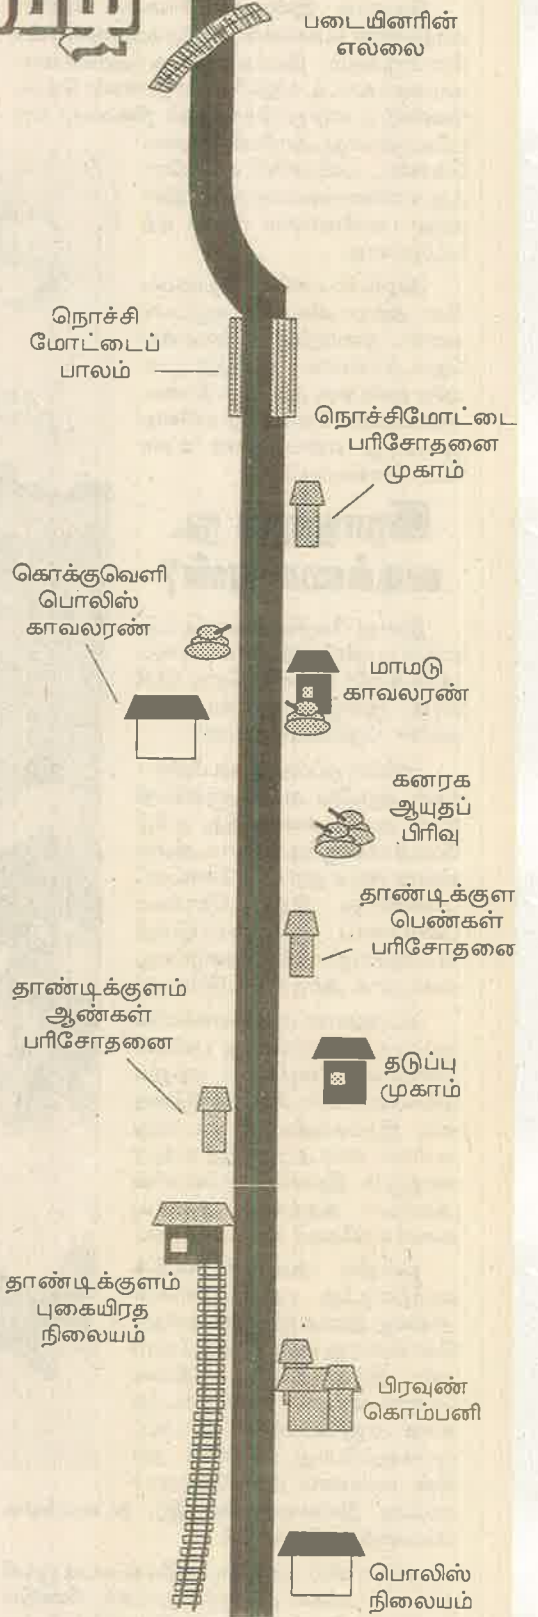 படையினரின்
எல்லை
நொச்சி
மோட்டைப்
பாலம்
நொச்சிமோட்டை
பரிசோதனை
முகாம்
கொக்குவெளி
பொலிஸ்
காவலரண்
மாமடு
காவலரண்
கனரக
ஆயுதப்
பிரிவு
தாண்டிக்குள
பெண்கள்
பரிசோதனை
தாண்டிக்குளம்
ஆண்கள்
பரிசோதனை
தடுப்பு
முகாம்
தாண்டிக்குளம்
புகையிரத
நிலையம்
பிரவுண்
கொம்பனி
பொலிஸ்
நிலையம்